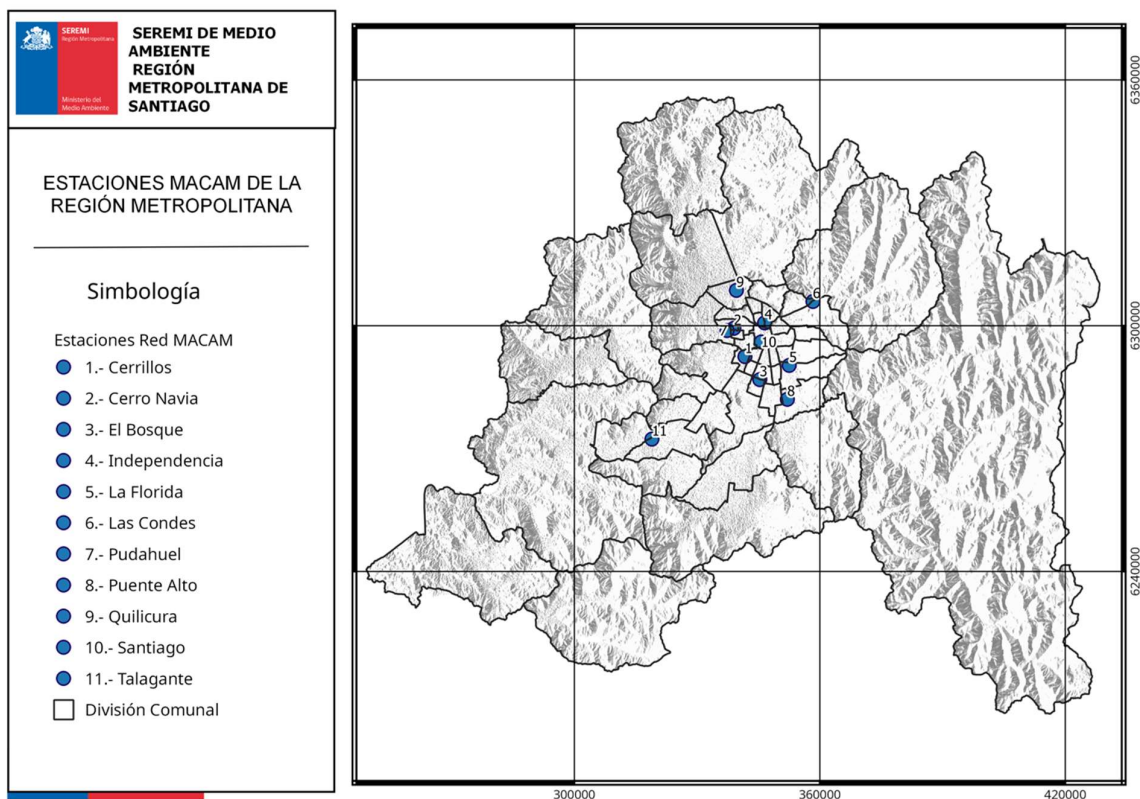 SEREMI
Región Metropolitana
Ministerio del
Medio Ambiente
SEREMI DE MEDIO
AMBIENTE
REGIÓN
METROPOLITANA DE
SANTIAGO
ESTACIONES MACAM DE LA
REGIÓN METROPOLITANA
Simbología
Estaciones Red MACAM
1.- Cerrillos
2.- Cerro Navia
3.- El Bosque
4.- Independencia
5.- La Florida
6.- Las Condes
7.- Pudahuel
8.- Puente Alto
9.- Quilicura
10.- Santiago
11.- Talagante
División Comunal
9
6
4
2
7
10
1
5
3
8
11
6360000
6300000
6240000
300000
360000
420000